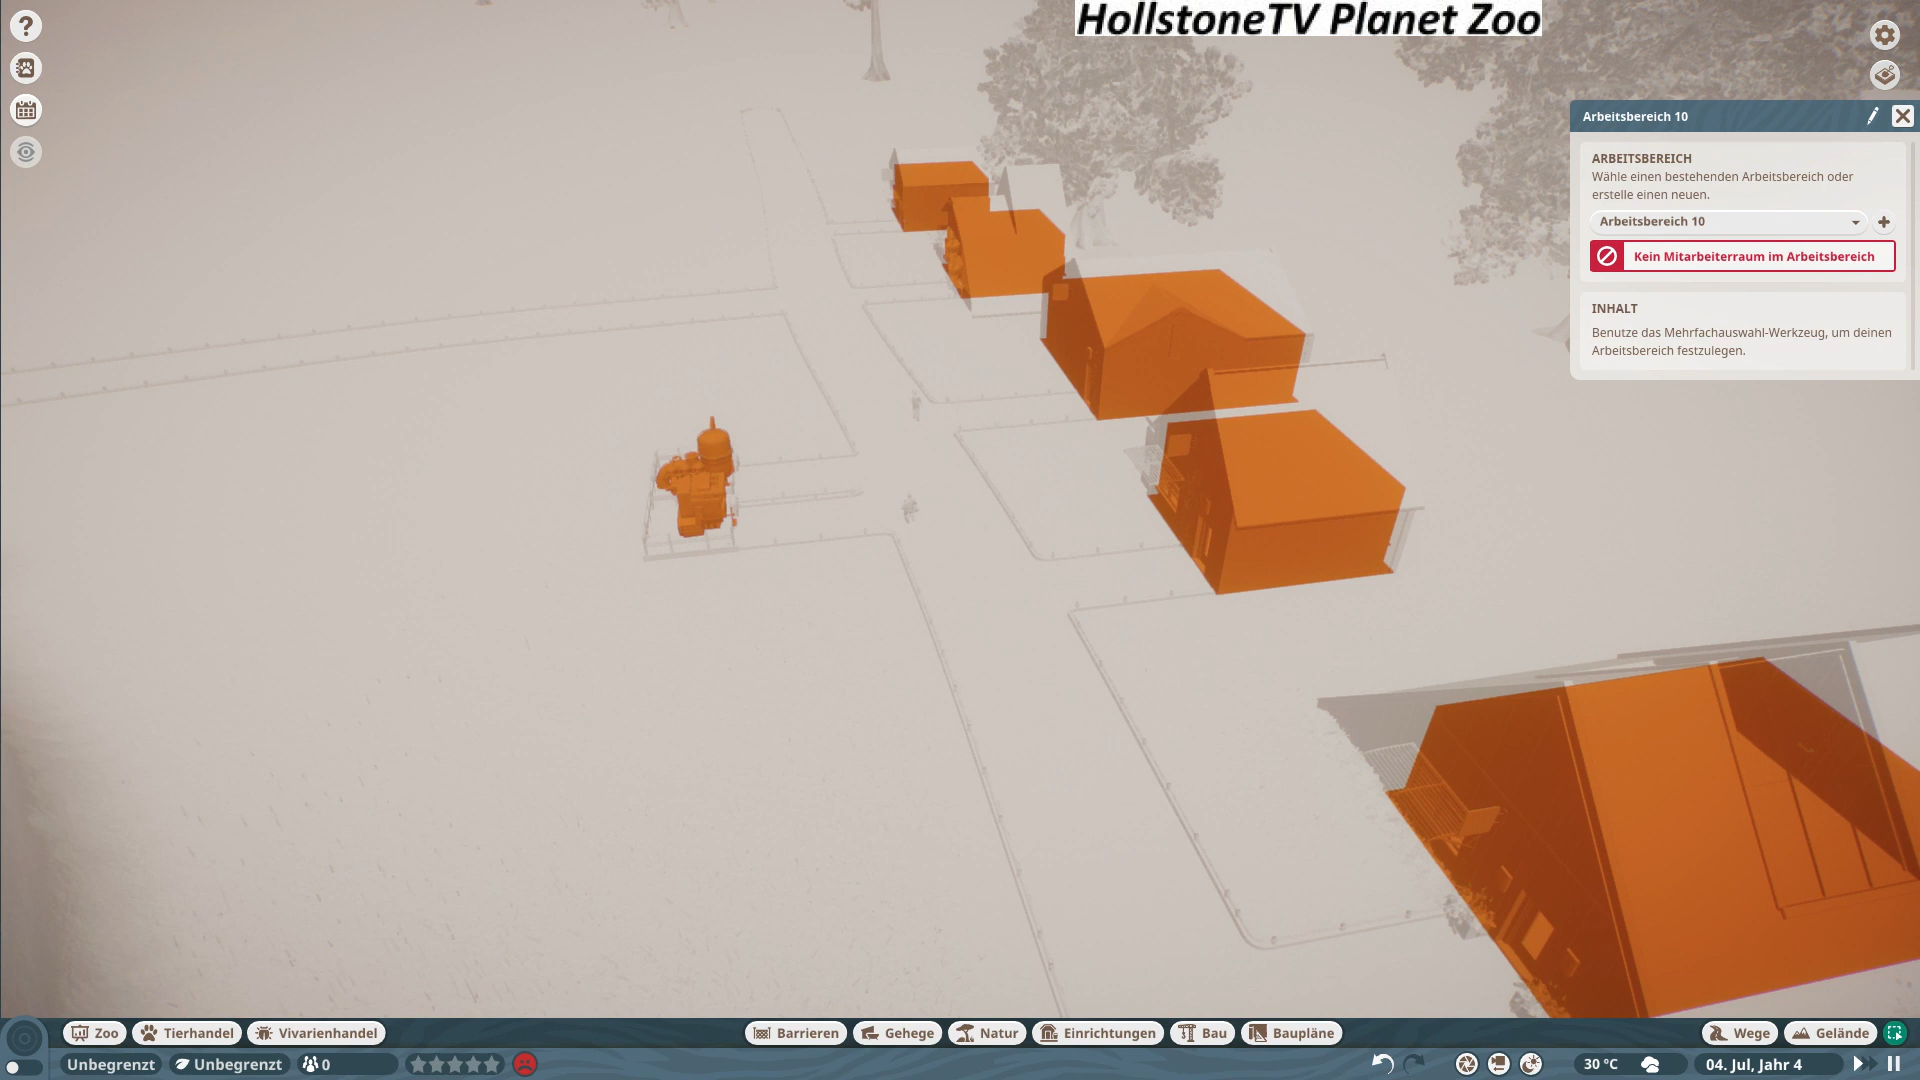 HollstoneTV Planet Zoo
Arbeitsbereich 10
ARBEITSBEREICH
Wähle einen bestehenden Arbeitsbereich oder
erstelle einen neuen.
Arbeitsbereich 10
Kein Mitarbeiterraum im Arbeitsbereich
INHALT
Benutze das Mehrfachauswahl-Werkzeug, um deinen
Arbeitsbereich festzulegen.
Zoo Tierhandel Vivarienhandel Barrieren Gehege Natur Einrichtungen Bau Baupläne Wege Gelände
Unbegrenzt Unbegrenzt 0 30 °C 04. Jul, Jahr 4